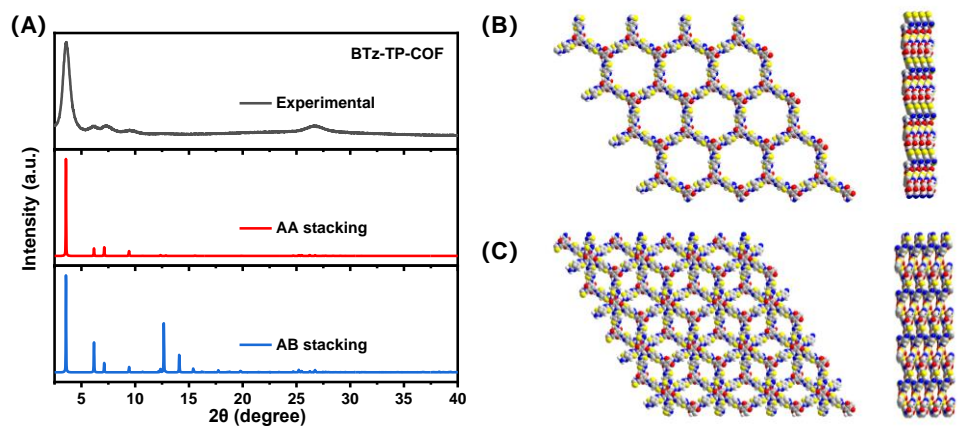 (A)
BTz-TP-COF
Experimental
AA stacking
AB stacking
Intensity (a.u.)
5 10 15 20 25 30 35 40
2θ (degree)
(B)
(C)